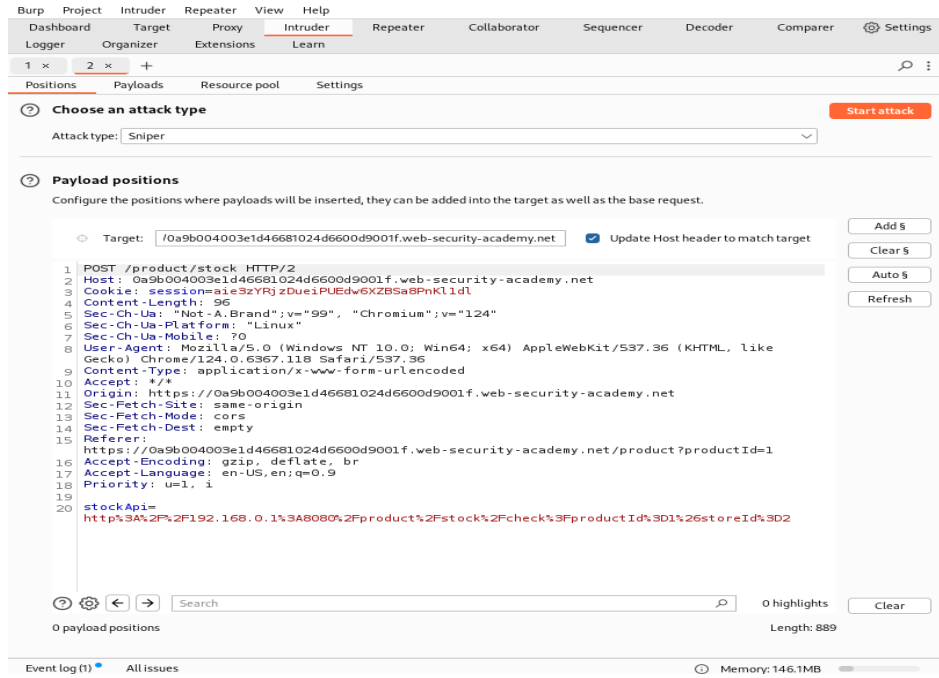 Burp Project Intruder Repeater View Help
Dashboard Target Proxy Intruder Repeater Collaborator Sequencer Decoder Comparer Settings
Logger Organizer Extensions Learn
1 × 2 × +
Positions Payloads Resource pool Settings
? Choose an attack type
Start attack
Attack type: Sniper
? Payload positions
Configure the positions where payloads will be inserted, they can be added into the target as well as the base request.
Target: /0a9b004003e1d46681024d6600d9001f.web-security-academy.net Update Host header to match target
Add §
Clear §
Auto §
Refresh
1 POST /product/stock HTTP/2
2 Host: 0a9b004003e1d46681024d6600d9001f.web-security-academy.net
3 Cookie: session=aie3zYRjzDueiPUEdw6XZBSa8PnKl1dl
4 Content-Length: 96
5 Sec-Ch-Ua: "Not-A.Brand";v="99", "Chromium";v="124"
6 Sec-Ch-Ua-Platform: "Linux"
7 Sec-Ch-Ua-Mobile: ?0
8 User-Agent: Mozilla/5.0 (Windows NT 10.0; Win64; x64) AppleWebKit/537.36 (KHTML, like
Gecko) Chrome/124.0.6367.118 Safari/537.36
9 Content-Type: application/x-www-form-urlencoded
10 Accept: */*
11 Origin: https://0a9b004003e1d46681024d6600d9001f.web-security-academy.net
12 Sec-Fetch-Site: same-origin
13 Sec-Fetch-Mode: cors
14 Sec-Fetch-Dest: empty
15 Referer:
https://0a9b004003e1d46681024d6600d9001f.web-security-academy.net/product?productId=1
16 Accept-Encoding: gzip, deflate, br
17 Accept-Language: en-US,en;q=0.9
18 Priority: u=1, i
19
20 stockApi=
http%3A%2F%2F192.168.0.1%3A8080%2Fproduct%2Fstock%2Fcheck%3FproductId%3D1%26storeId%3D2
? Search 0 highlights Clear
0 payload positions Length: 889
Event log (1) All issues Memory: 146.1MB